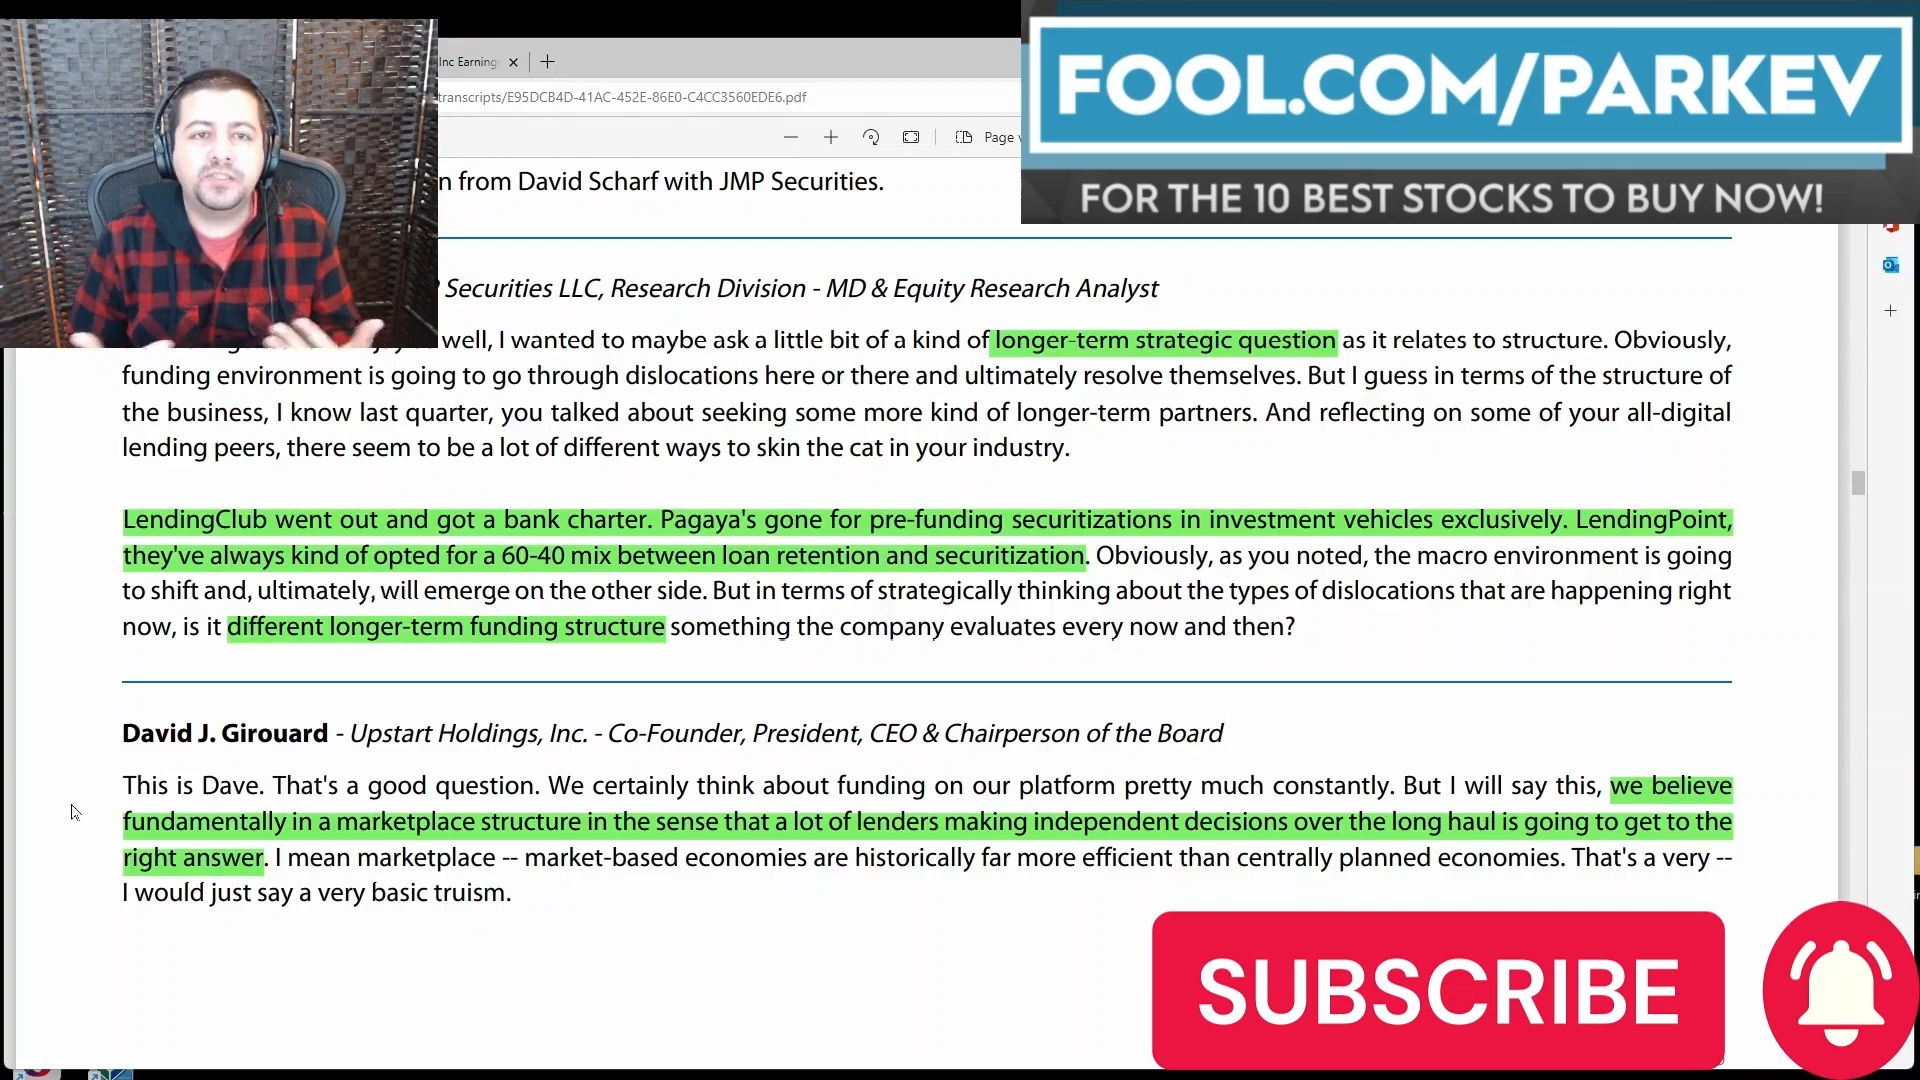 Inc Earning
transcripts/E95DCB4D-41AC-452E-86E0-C4CC3560EDE6.pdf
Page
FOOL.COM/PARKEV
FOR THE 10 BEST STOCKS TO BUY NOW!
from David Scharf with JMP Securities.
Securities LLC, Research Division - MD & Equity Research Analyst
well, I wanted to maybe ask a little bit of a kind of longer-term strategic question as it relates to structure. Obviously,
funding environment is going to go through dislocations here or there and ultimately resolve themselves. But I guess in terms of the structure of
the business, I know last quarter, you talked about seeking some more kind of longer-term partners. And reflecting on some of your all-digital
lending peers, there seem to be a lot of different ways to skin the cat in your industry.
LendingClub went out and got a bank charter. Pagaya's gone for pre-funding securitizations in investment vehicles exclusively. LendingPoint,
they've always kind of opted for a 60-40 mix between loan retention and securitization. Obviously, as you noted, the macro environment is going
to shift and, ultimately, will emerge on the other side. But in terms of strategically thinking about the types of dislocations that are happening right
now, is it different longer-term funding structure something the company evaluates every now and then?
David J. Girouard - Upstart Holdings, Inc. - Co-Founder, President, CEO & Chairperson of the Board
This is Dave. That's a good question. We certainly think about funding on our platform pretty much constantly. But I will say this, we believe
fundamentally in a marketplace structure in the sense that a lot of lenders making independent decisions over the long haul is going to get to the
right answer. I mean marketplace -- market-based economies are historically far more efficient than centrally planned economies. That's a very --
I would just say a very basic truism.
SUBSCRIBE